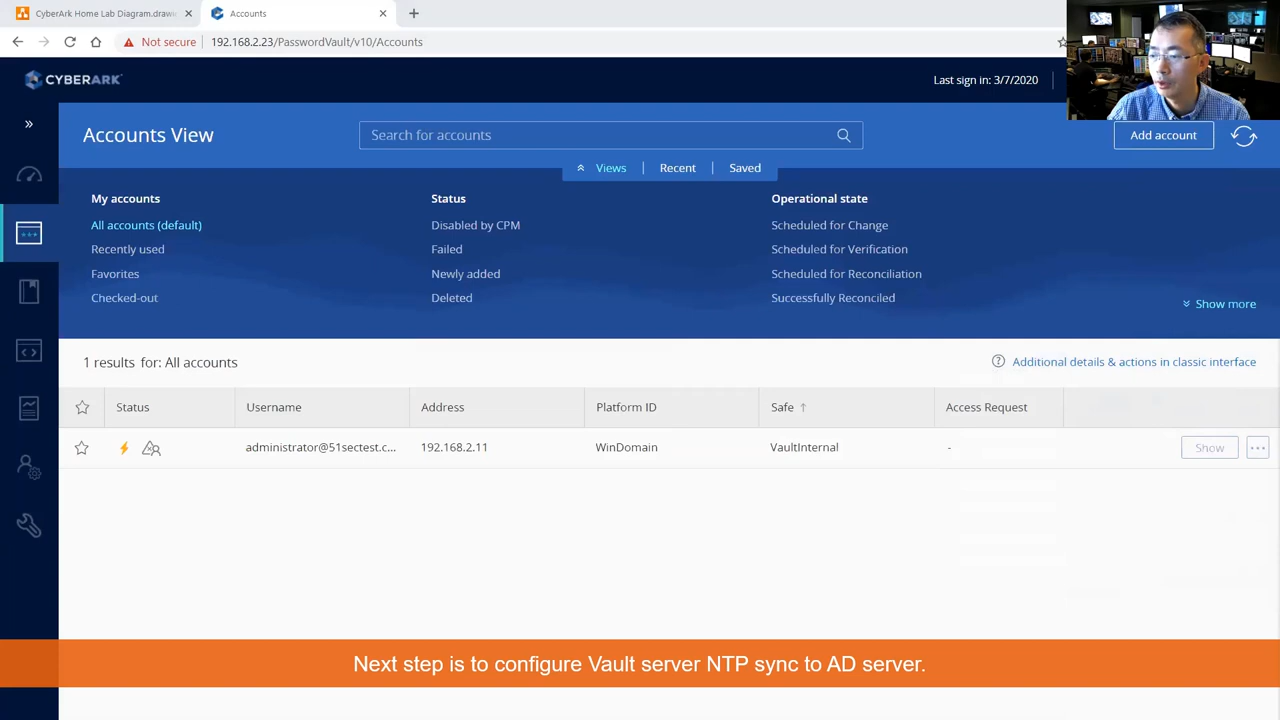 CyberArk Home Lab Diagram.drawi
Accounts
Not secure
192.168.2.23/PasswordVault/v10/Accounts
CYBERARK
Last sign in: 3/7/2020
Accounts View
Search for accounts
Add account
Views
Recent
Saved
My accounts
Status
Operational state
All accounts (default)
Disabled by CPM
Scheduled for Change
Recently used
Failed
Scheduled for Verification
Favorites
Newly added
Scheduled for Reconciliation
Checked-out
Deleted
Successfully Reconciled
Show more
1 results for: All accounts
Additional details & actions in classic interface
Status
Username
Address
Platform ID
Safe
Access Request
administrator@51sectest.c...
192.168.2.11
WinDomain
VaultInternal
-
Show
Next step is to configure Vault server NTP sync to AD server.